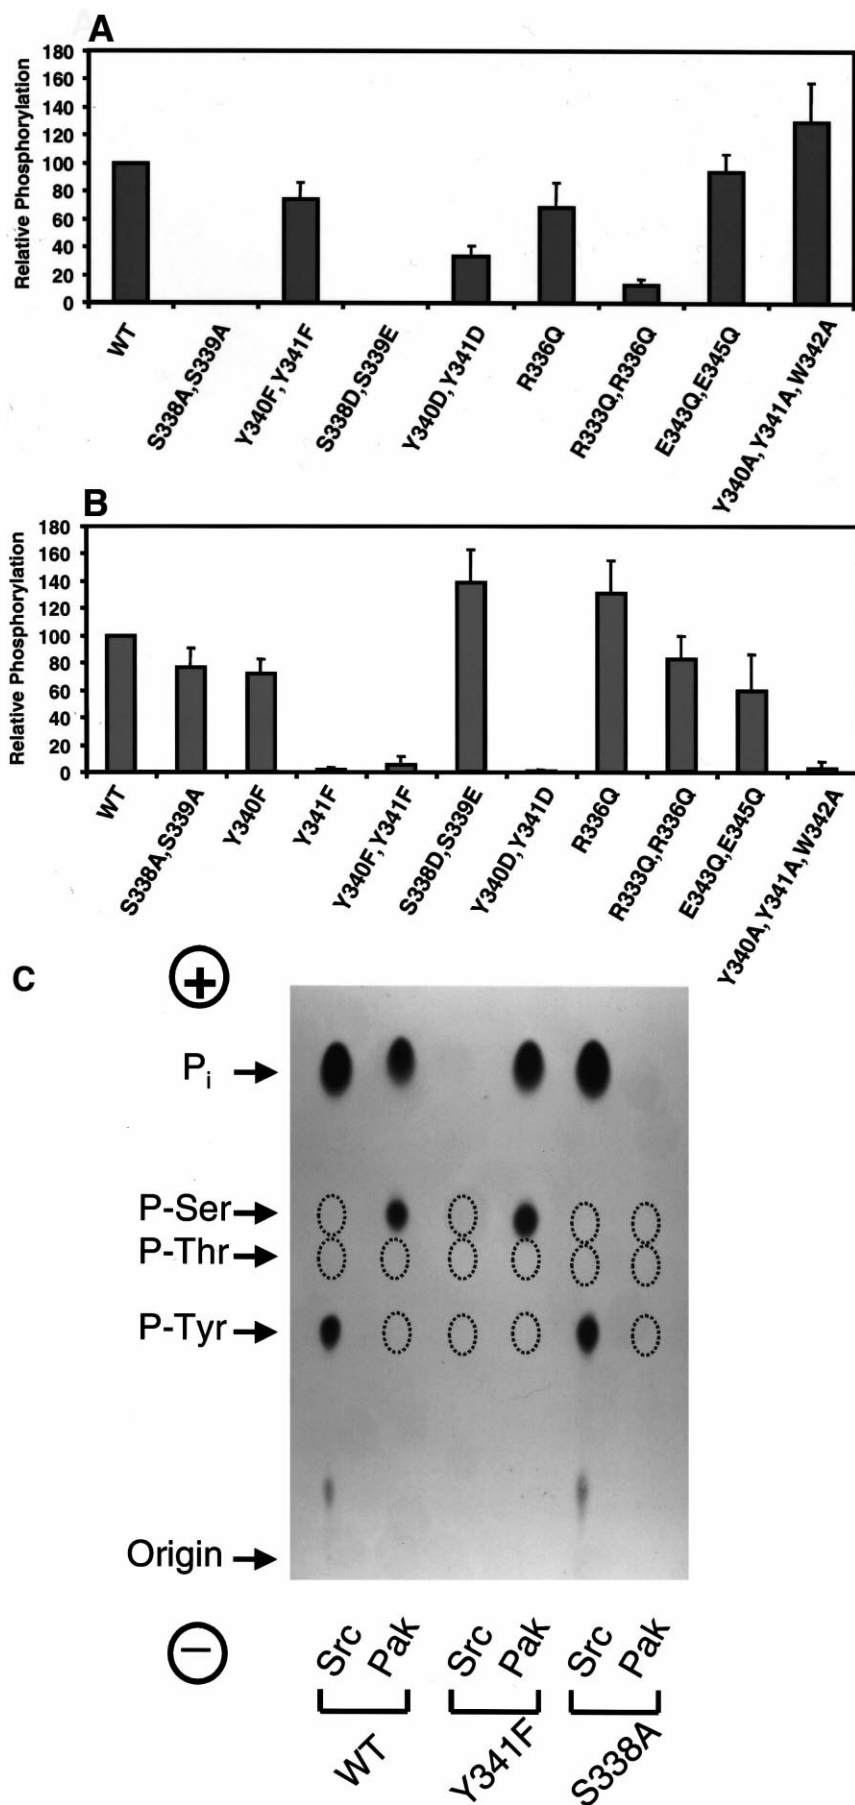 A
Relative Phosphorylation
180
160
140
120
100
80
60
40
20
0
WT
S338A,S339A
Y340F,Y341F
S338D,S339E
Y340D,Y341D
R336Q
R333Q,R336Q
E343Q,E345Q
Y340A,Y341A,W342A
B
Relative Phosphorylation
180
160
140
120
100
80
60
40
20
0
WT
S338A,S339A
Y340F
Y341F
Y340F,Y341F
S338D,S339E
Y340D,Y341D
R336Q
R333Q,R336Q
E343Q,E345Q
Y340A,Y341A,W342A
C
+
Pi
P-Ser
P-Thr
P-Tyr
Origin
−
Src
Pak
Src
Pak
Src
Pak
WT
Y341F
S338A